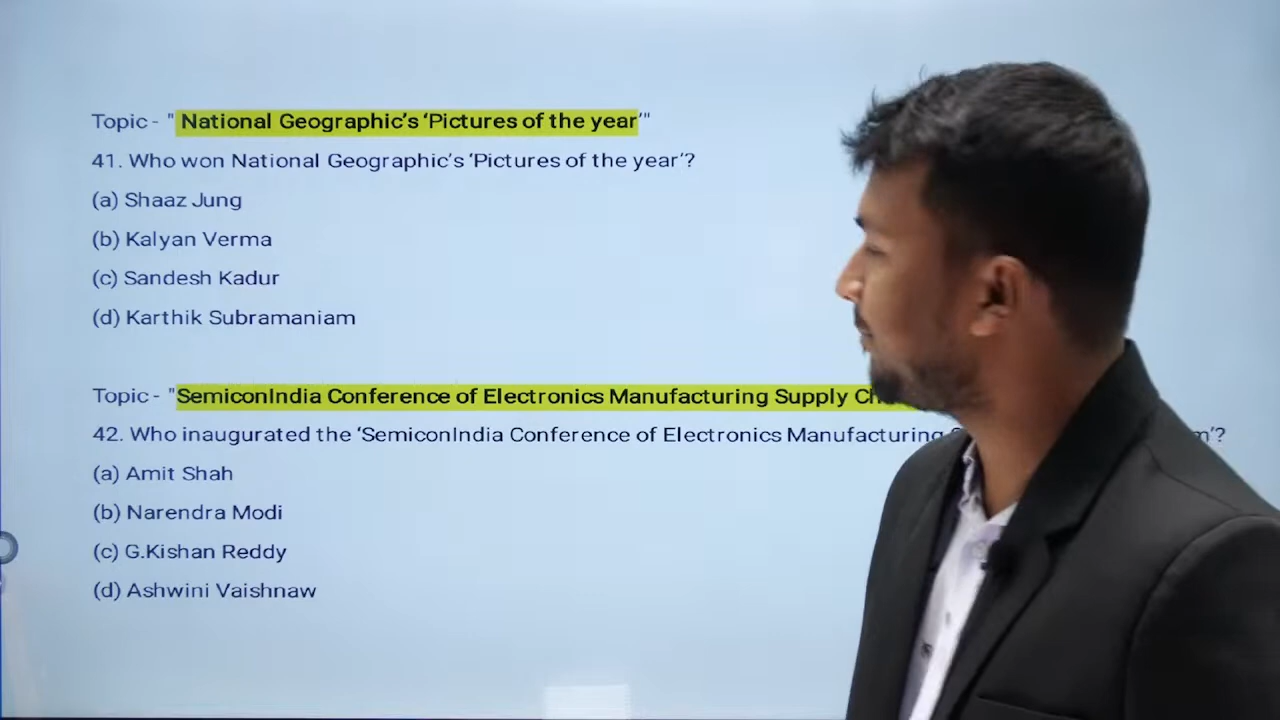 Topic - " National Geographic's 'Pictures of the year'"
41. Who won National Geographic's 'Pictures of the year'?
(a) Shaaz Jung
(b) Kalyan Verma
(c) Sandesh Kadur
(d) Karthik Subramaniam
Topic - "SemiconIndia Conference of Electronics Manufacturing Supply
42. Who inaugurated the 'SemiconIndia Conference of Electronics Manufacturing
(a) Amit Shah
(b) Narendra Modi
(c) G.Kishan Reddy
(d) Ashwini Vaishnaw